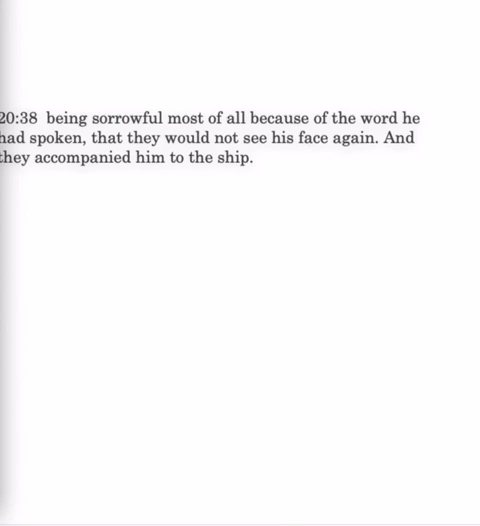 20:38 being sorrowful most of all because of the word he
had spoken, that they would not see his face again. And
they accompanied him to the ship.